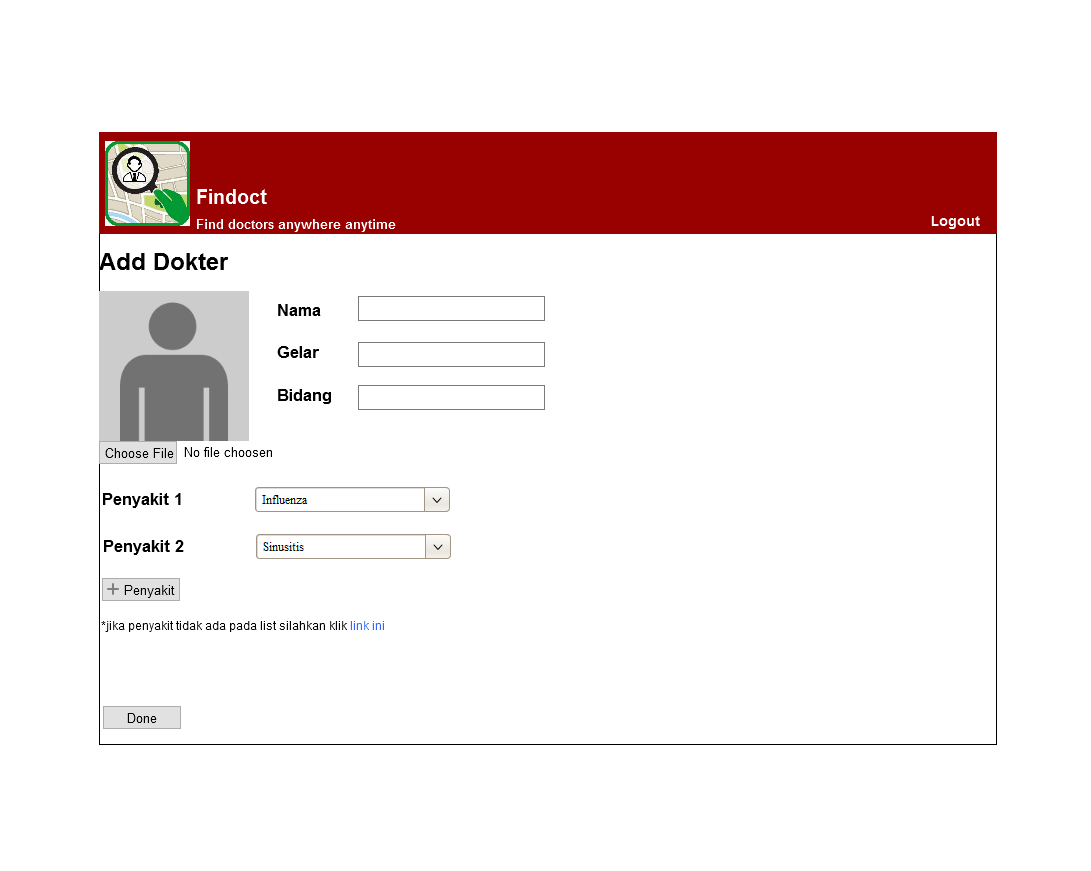 Findoct
Find doctors anywhere anytime
Logout
Add Dokter
Nama
Gelar
Bidang
Choose File No file choosen
Penyakit 1 Influenza
Penyakit 2 Sinusitis
+ Penyakit
*jika penyakit tidak ada pada list silahkan klik link ini
Done